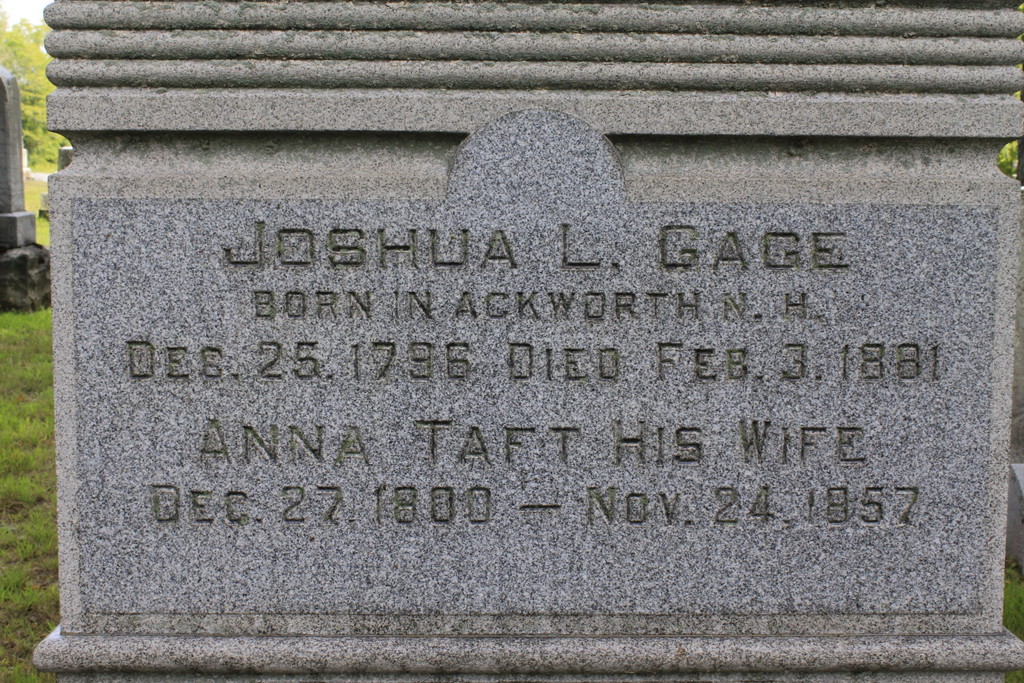 JOSHUA L. GAGE
BORN IN ACKWORTH N. H.
DEC. 25. 1796 DIED FEB. 3. 1881
ANNA TAFT HIS WIFE
DEC. 27. 1800 — NOV. 24. 1857